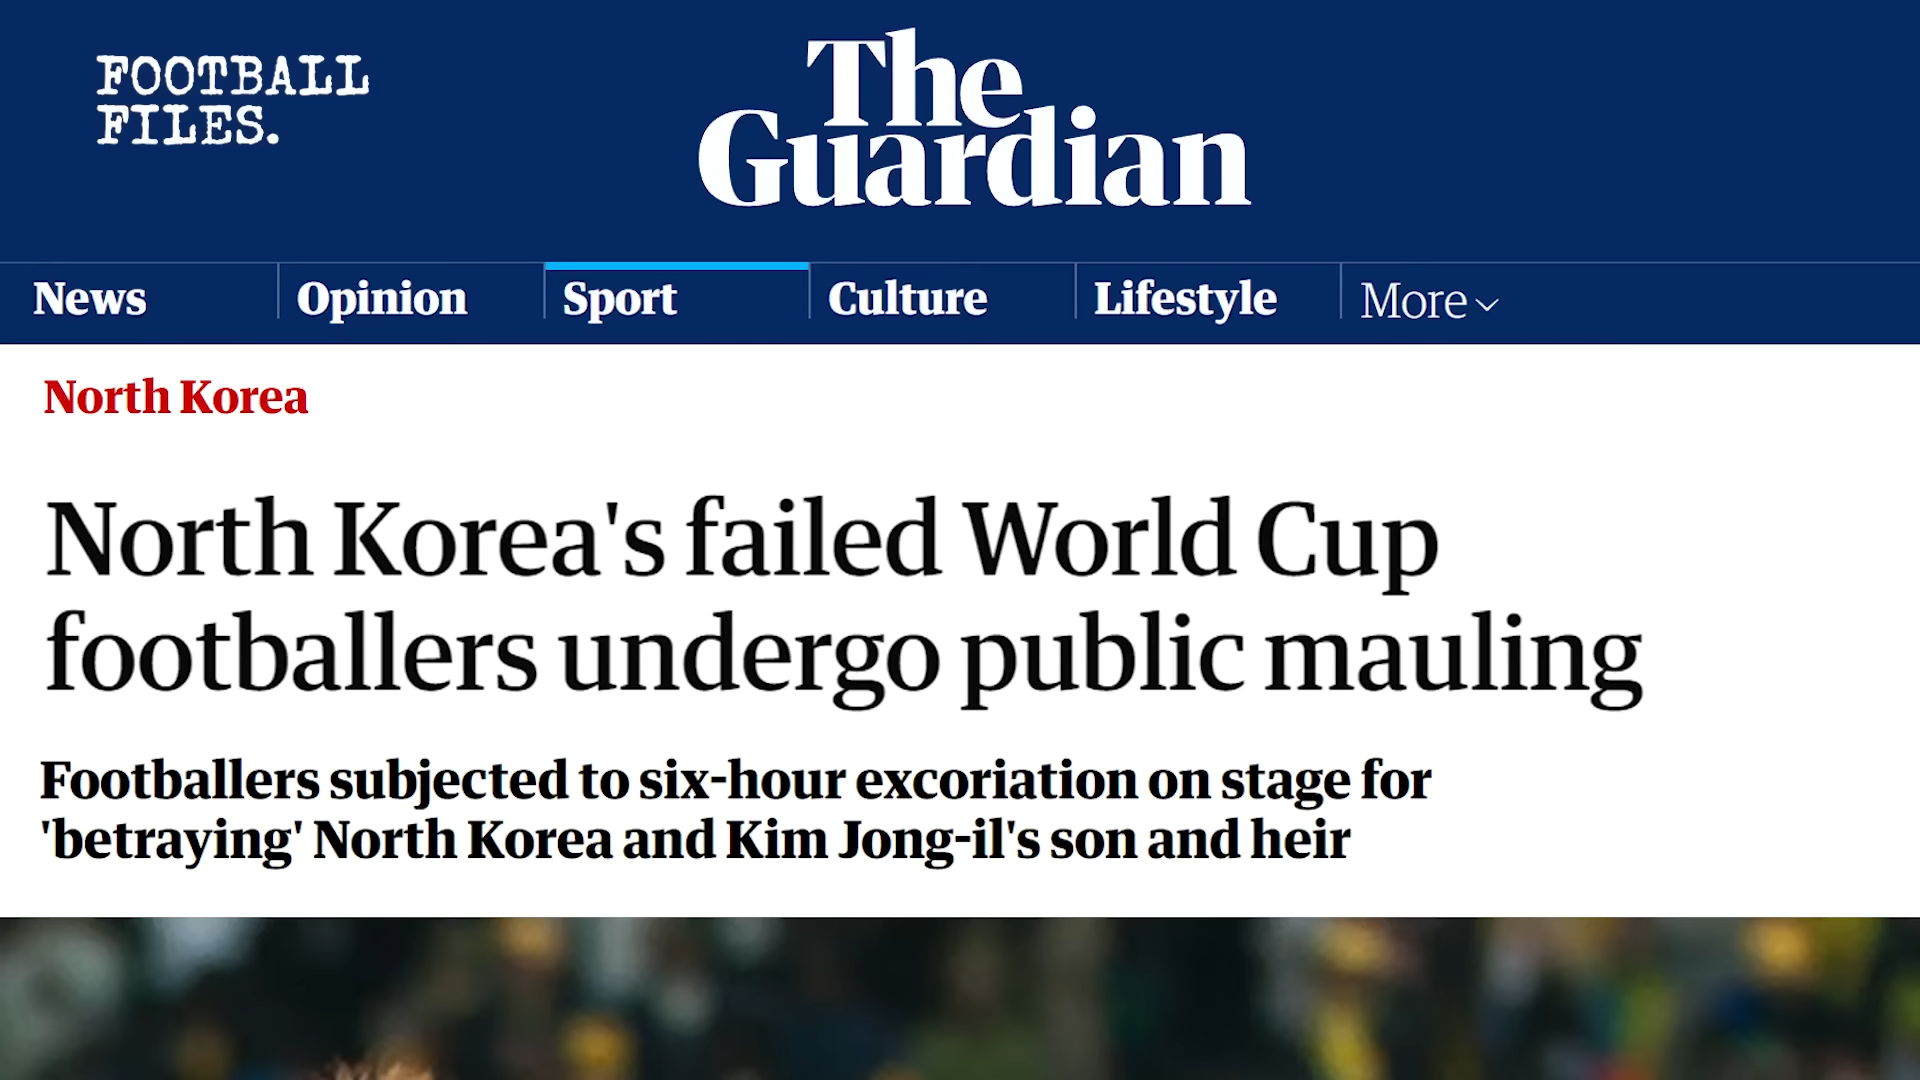 FOOTBALL
FILES.
The
Guardian
News
Opinion
Sport
Culture
Lifestyle
More
North Korea
North Korea's failed World Cup
footballers undergo public mauling
Footballers subjected to six-hour excoriation on stage for
'betraying' North Korea and Kim Jong-il's son and heir